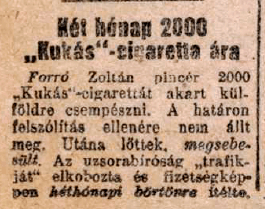 Két hónap 2000
„Kukás“-cigaretta ára
Forró Zoltán pincér 2000
„Kukás“-cigarettát akart kül-
földre csempészni. A határon
felszólítás ellenére nem állt
meg. Utána lőttek, megsebe-
sült. Az uzsorabíróság „trafik-
ját“ elkobozta és fizetségkép-
pen kéthónapi börtönre ítélte.